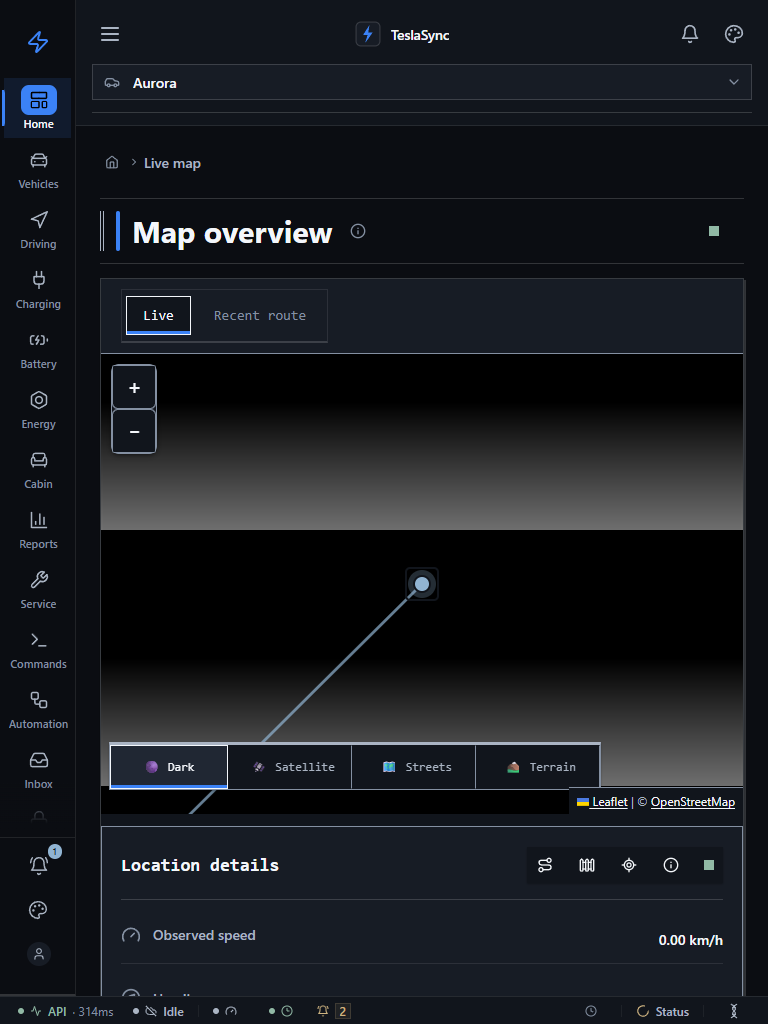 TeslaSync
Aurora
Home
Vehicles
Driving
Charging
Battery
Energy
Cabin
Reports
Service
Commands
Automation
Inbox
1
Live map
Map overview
Live
Recent route
+
−
Dark
Satellite
Streets
Terrain
Leaflet | © OpenStreetMap
Location details
Observed speed
0.00 km/h
API · 314ms
Idle
2
Status